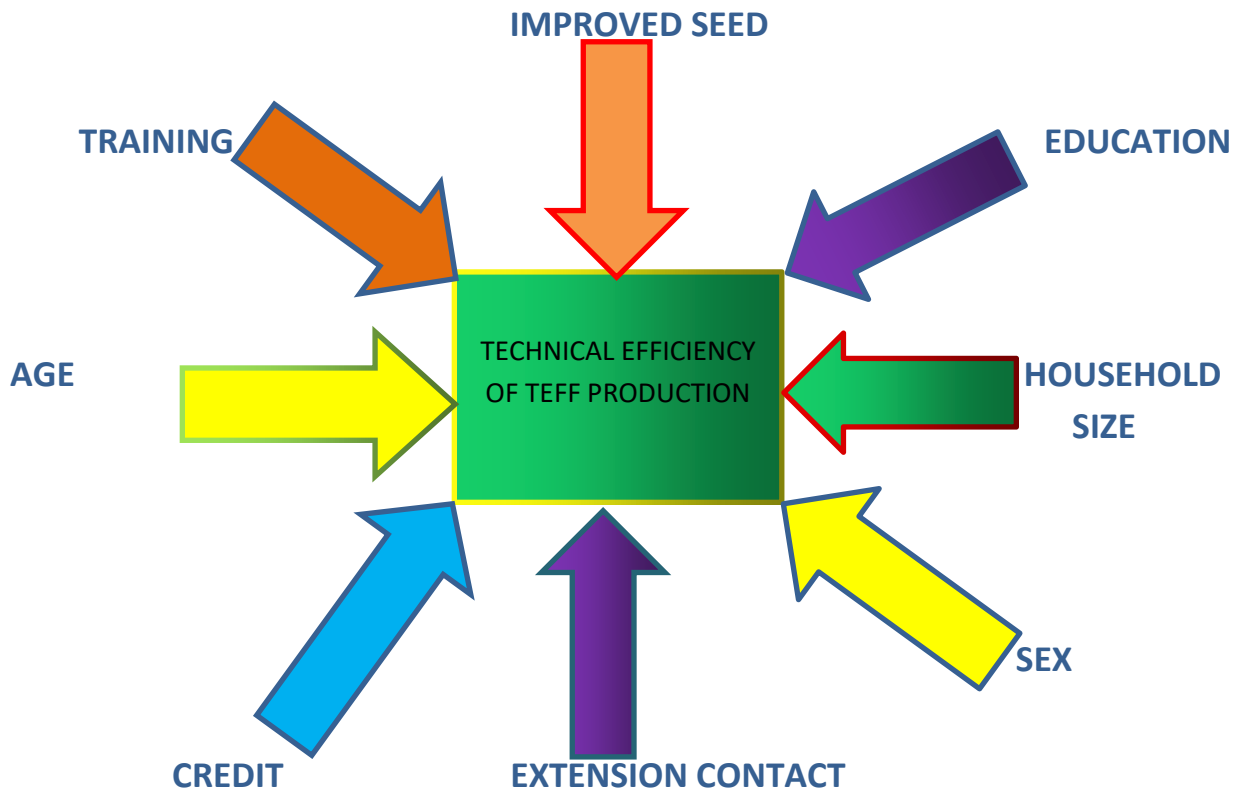 IMPROVED SEED
TRAINING
EDUCATION
TECHNICAL EFFICIENCY
OF TEFF PRODUCTION
AGE
HOUSEHOLD
SIZE
SEX
CREDIT
EXTENSION CONTACT